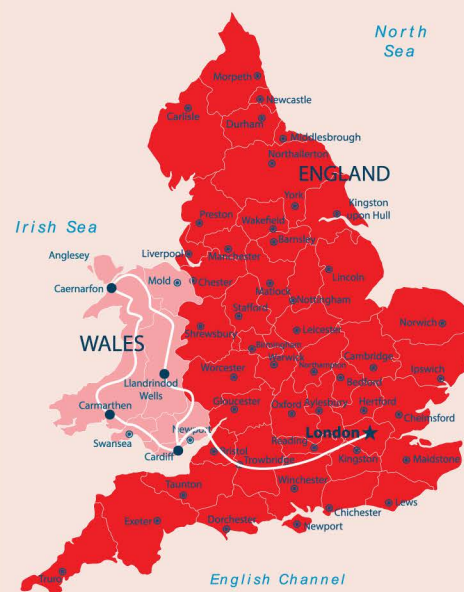 North
Sea
Morpeth
Newcastle
Carlisle
Durham
Middlesbrough
Northallerton
ENGLAND
York
Kingston
upon Hull
Preston
Wakefield
Barnsley
Irish Sea
Anglesey
Liverpool
Manchester
Lincoln
Caernarfon
Mold
Chester
Matlock
Nottingham
Stafford
Norwich
WALES
Shrewsbury
Leicester
Birmingham
Warwick
Northampton
Cambridge
Llandrindod
Wells
Worcester
Bedford
Ipswich
Carmarthen
Gloucester
Oxford
Aylesbury
Hertford
Chelmsford
Swansea
Newport
London
Cardiff
Bristol
Reading
Trowbridge
Kingston
Maidstone
Taunton
Winchester
Exeter
Dorchester
Newport
Chichester
Lews
Truro
English Channel